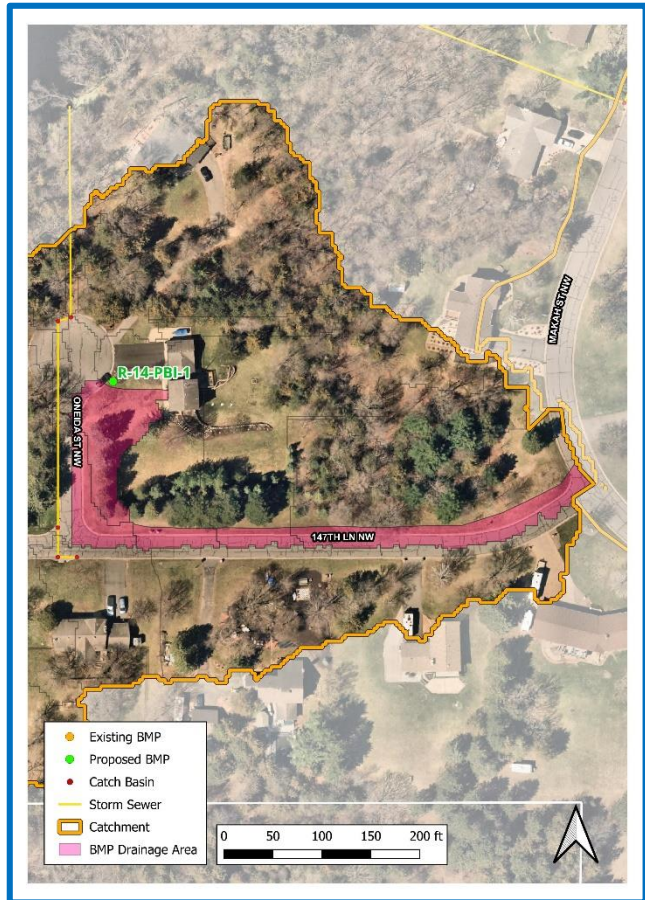 MAKAH ST NW
R-14-PBI-1
ONEIDA ST NW
147TH LN NW
Existing BMP
Proposed BMP
Catch Basin
Storm Sewer
Catchment
BMP Drainage Area
0 50 100 150 200 ft